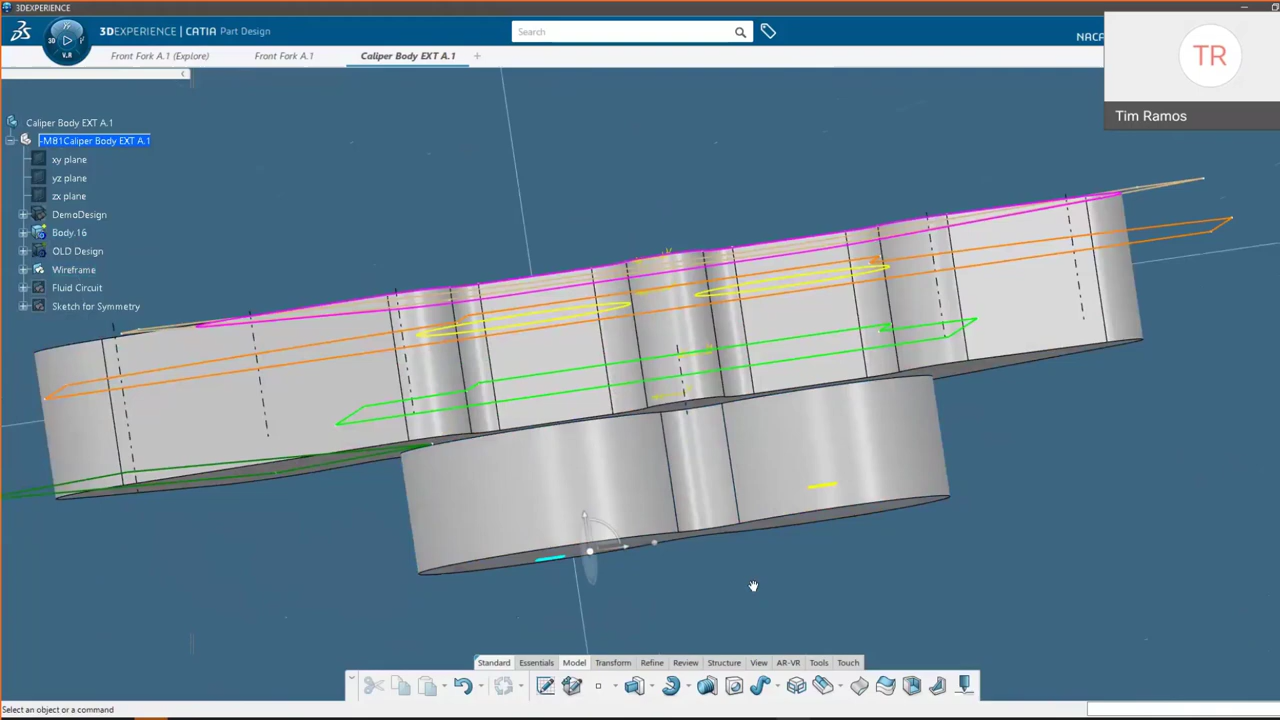 3DEXPERIENCE
3DEXPERIENCE | CATIA Part Design
Search
NACA
TR
Tim Ramos
Front Fork A.1 (Explore)
Front Fork A.1
Caliper Body EXT A.1
Caliper Body EXT A.1
-M81Caliper Body EXT A.1
xy plane
yz plane
zx plane
DemoDesign
Body.16
OLD Design
Wireframe
Fluid Circuit
Sketch for Symmetry
Standard
Essentials
Model
Transform
Refine
Review
Structure
View
AR-VR
Tools
Touch
Select an object or a command